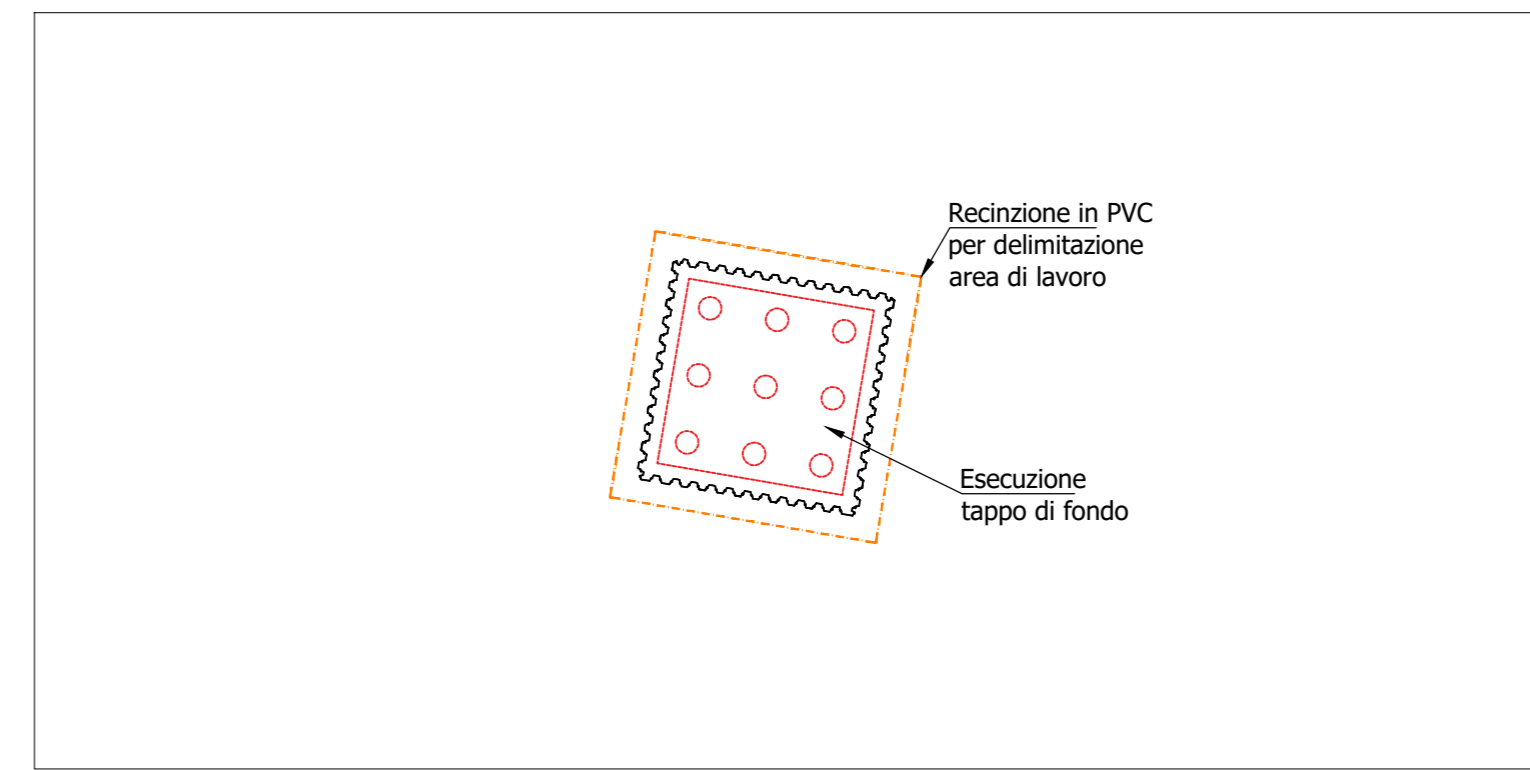 Recinzione in PVC
per delimitazione
area di lavoro
Esecuzione
tappo di fondo